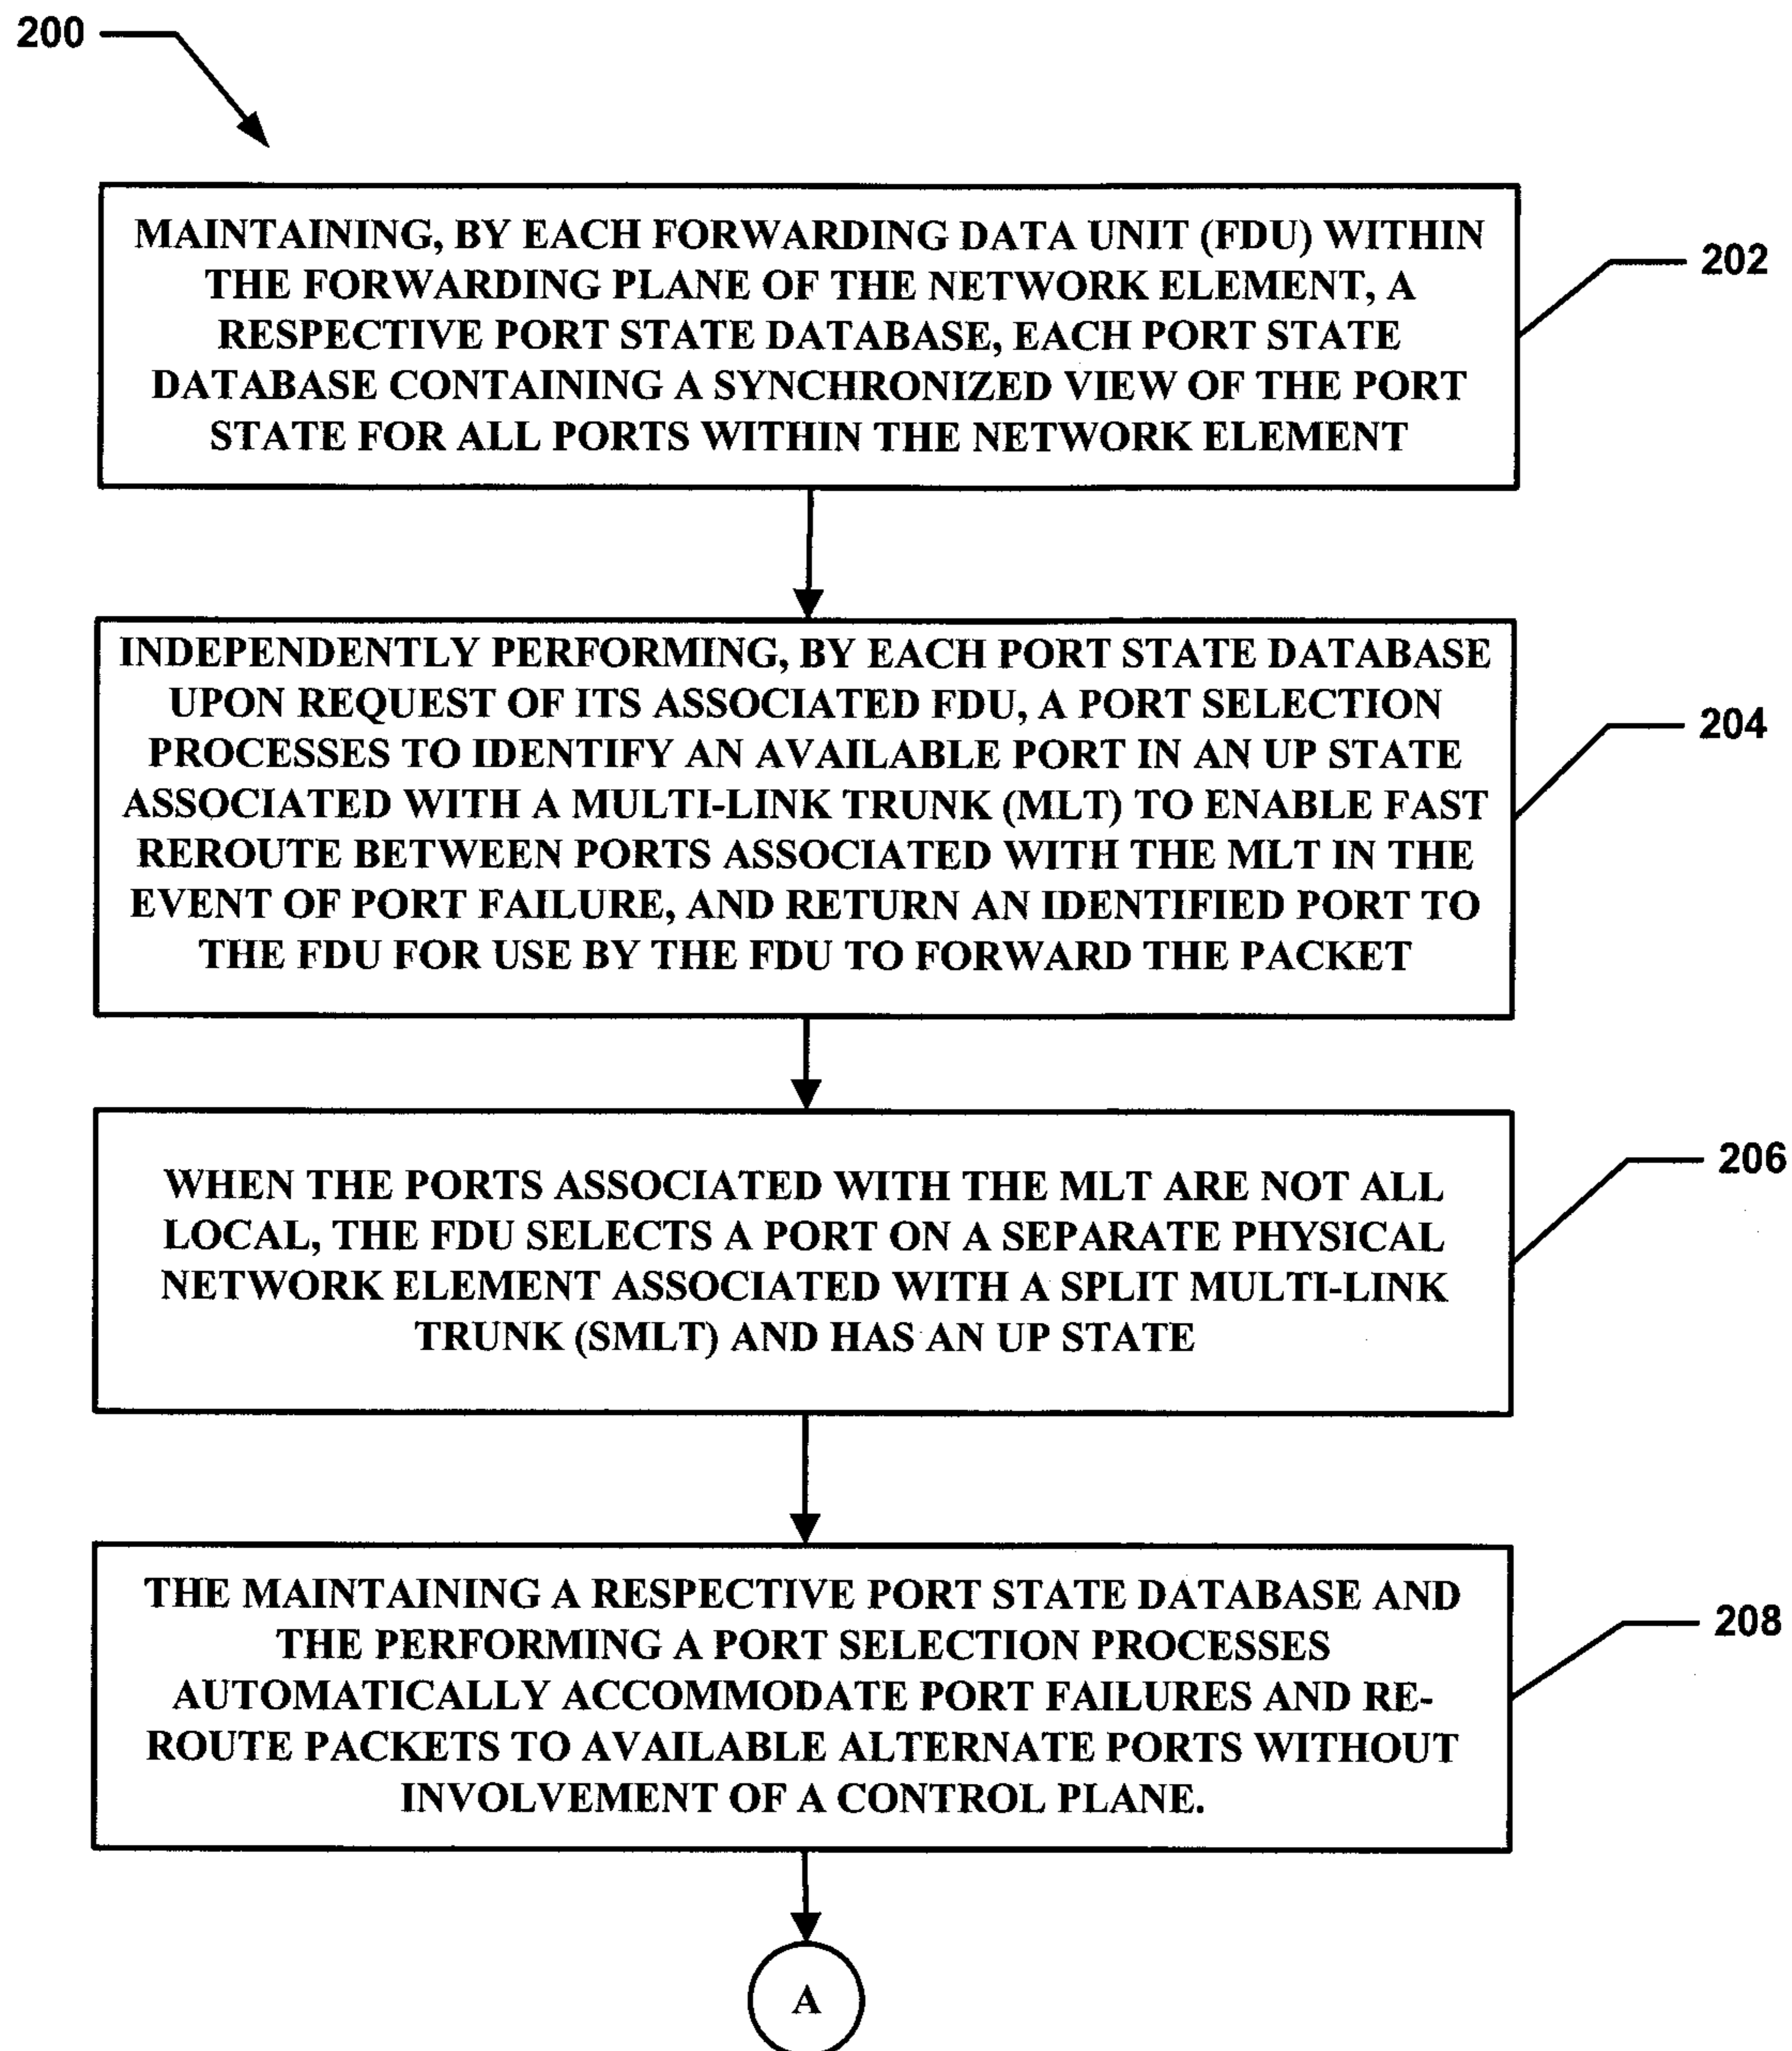 200
MAINTAINING, BY EACH FORWARDING DATA UNIT (FDU) WITHIN
THE FORWARDING PLANE OF THE NETWORK ELEMENT, A
RESPECTIVE PORT STATE DATABASE, EACH PORT STATE
DATABASE CONTAINING A SYNCHRONIZED VIEW OF THE PORT
STATE FOR ALL PORTS WITHIN THE NETWORK ELEMENT
202
INDEPENDENTLY PERFORMING, BY EACH PORT STATE DATABASE
UPON REQUEST OF ITS ASSOCIATED FDU, A PORT SELECTION
PROCESSES TO IDENTIFY AN AVAILABLE PORT IN AN UP STATE
ASSOCIATED WITH A MULTI-LINK TRUNK (MLT) TO ENABLE FAST
REROUTE BETWEEN PORTS ASSOCIATED WITH THE MLT IN THE
EVENT OF PORT FAILURE, AND RETURN AN IDENTIFIED PORT TO
THE FDU FOR USE BY THE FDU TO FORWARD THE PACKET
204
WHEN THE PORTS ASSOCIATED WITH THE MLT ARE NOT ALL
LOCAL, THE FDU SELECTS A PORT ON A SEPARATE PHYSICAL
NETWORK ELEMENT ASSOCIATED WITH A SPLIT MULTI-LINK
TRUNK (SMLT) AND HAS AN UP STATE
206
THE MAINTAINING A RESPECTIVE PORT STATE DATABASE AND
THE PERFORMING A PORT SELECTION PROCESSES
AUTOMATICALLY ACCOMMODATE PORT FAILURES AND RE-
ROUTE PACKETS TO AVAILABLE ALTERNATE PORTS WITHOUT
INVOLVEMENT OF A CONTROL PLANE.
208
A